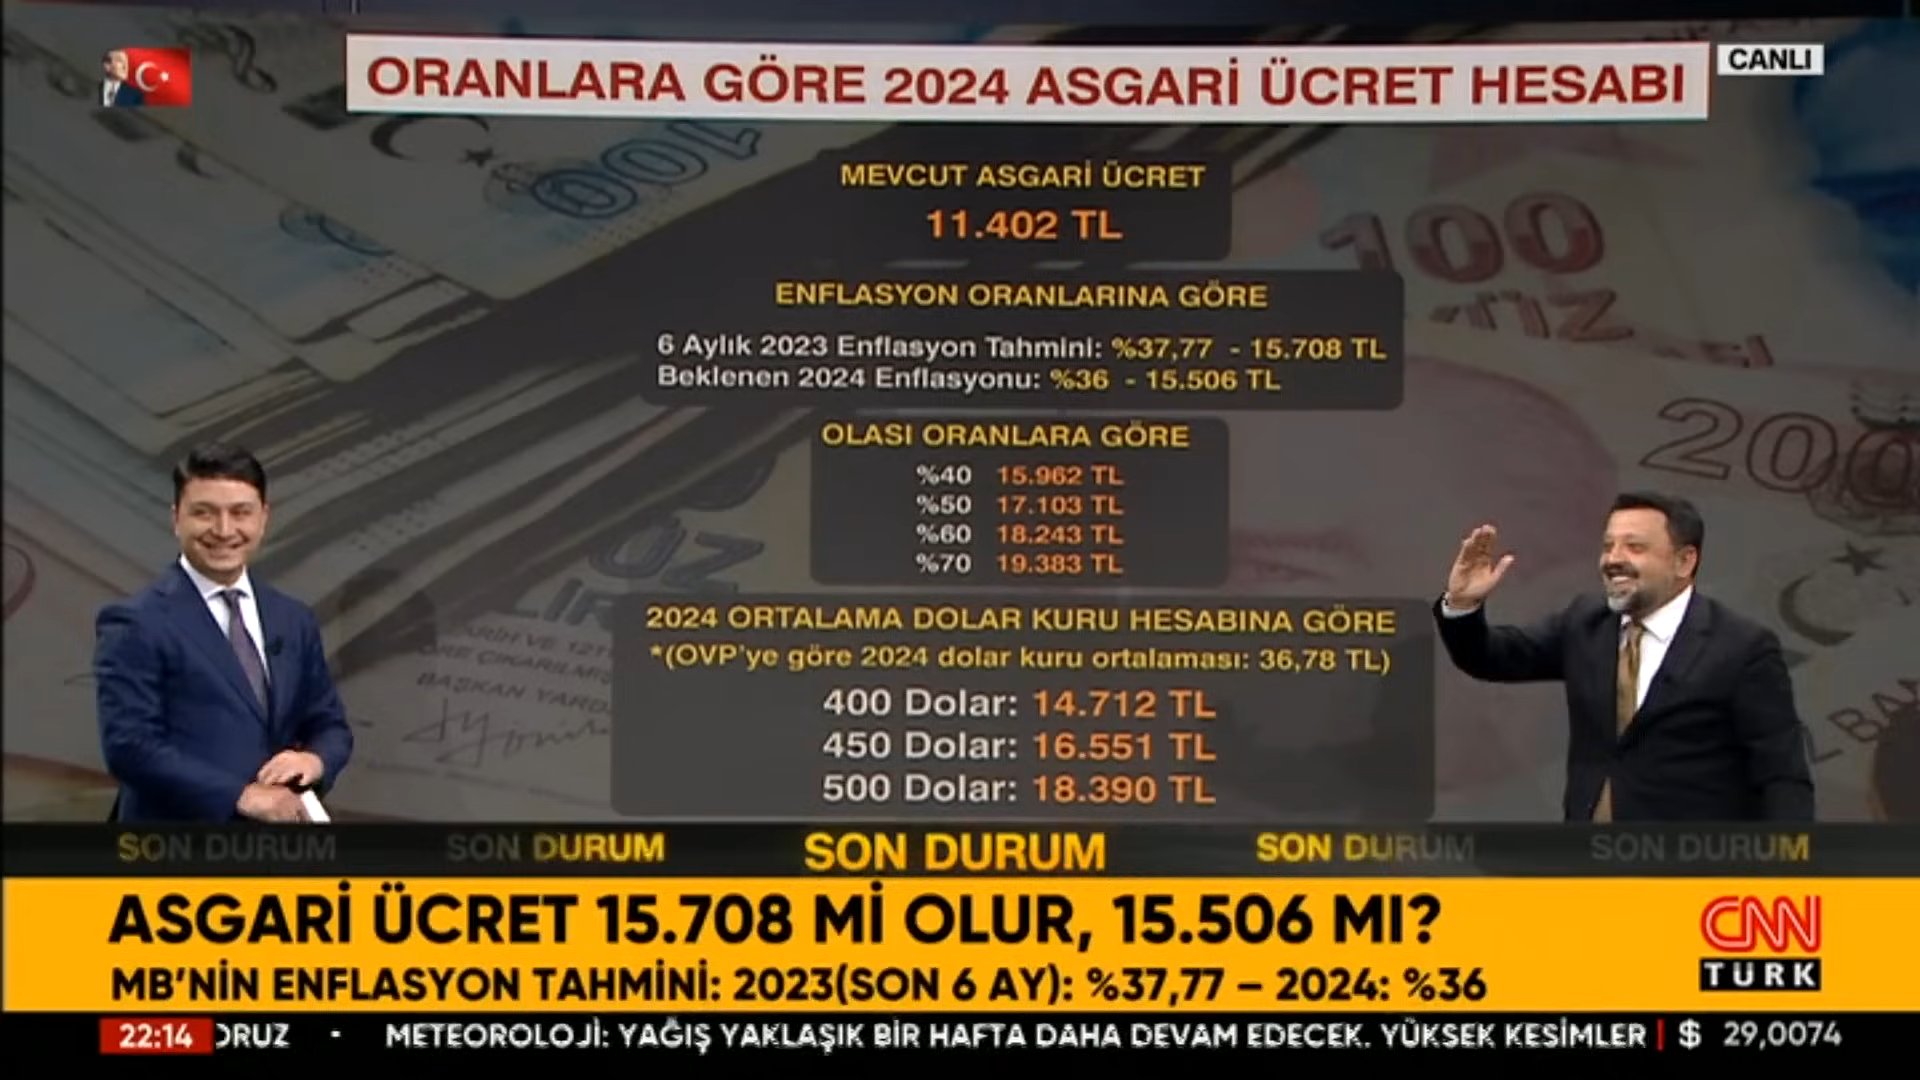 ORANLARA GÖRE 2024 ASGARİ ÜCRET HESABI
CANLI
MEVCUT ASGARİ ÜCRET
11.402 TL
ENFLASYON ORANLARINA GÖRE
6 Aylık 2023 Enflasyon Tahmini: %37,77 - 15.708 TL
Beklenen 2024 Enflasyonu: %36 - 15.506 TL
OLASI ORANLARA GÖRE
%40 15.962 TL
%50 17.103 TL
%60 18.243 TL
%70 19.383 TL
2024 ORTALAMA DOLAR KURU HESABINA GÖRE
*(OVP'ye göre 2024 dolar kuru ortalaması: 36,78 TL)
400 Dolar: 14.712 TL
450 Dolar: 16.551 TL
500 Dolar: 18.390 TL
100
100
200
SON DURUM SON DURUM SON DURUM SON DURUM SON DURUM
ASGARİ ÜCRET 15.708 Mİ OLUR, 15.506 MI?
MB'NİN ENFLASYON TAHMİNİ: 2023(SON 6 AY): %37,77 – 2024: %36
CNN
TÜRK
22:14 ORUZ - METEOROLOJİ: YAĞIŞ YAKLAŞIK BİR HAFTA DAHA DEVAM EDECEK. YÜKSEK KESİMLER | $ 29,0074